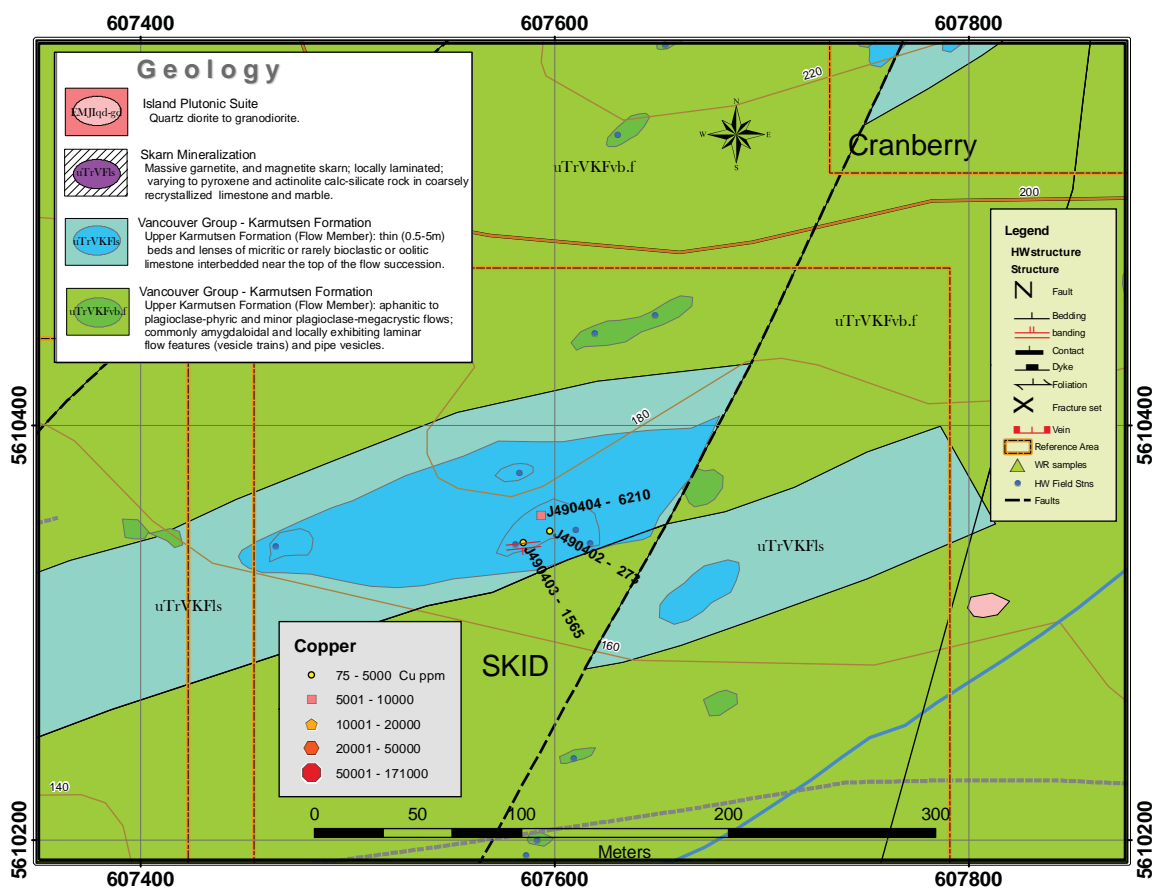 607400
607600
607800
Geology
EMJIqd-gd
Island Plutonic Suite
Quartz diorite to granodiorite.
uTrVFls
Skarn Mineralization
Massive garnetite, and magnetite skarn; locally laminated;
varying to pyroxene and actinolite calc-silicate rock in coarsely
recrystallized limestone and marble.
uTrVKFls
Vancouver Group - Karmutsen Formation
Upper Karmutsen Formation (Flow Member): thin (0.5-5m)
beds and lenses of micritic or rarely bioclastic or oolitic
limestone interbedded near the top of the flow succession.
uTrVKFvb.f
Vancouver Group - Karmutsen Formation
Upper Karmutsen Formation (Flow Member): aphanitic to
plagioclase-phyric and minor plagioclase-megacrystic flows;
commonly amygdaloidal and locally exhibiting laminar
flow features (vesicle trains) and pipe vesicles.
220
N
W
E
S
Cranberry
uTrVKFvb.f
200
Legend
HWstructure
Structure
Fault
Bedding
banding
Contact
Dyke
Foliation
Fracture set
Vein
Reference Area
WR samples
HW Field Stns
Faults
uTrVKFvb.f
5610400
5610400
180
J490404 - 6210
J490402 - 273
J490403 - 1565
uTrVKFls
uTrVKFls
160
SKID
Copper
75 - 5000 Cu ppm
5001 - 10000
10001 - 20000
20001 - 50000
50001 - 171000
140
0
50
100
200
300
Meters
5610200
5610200
607400
607600
607800